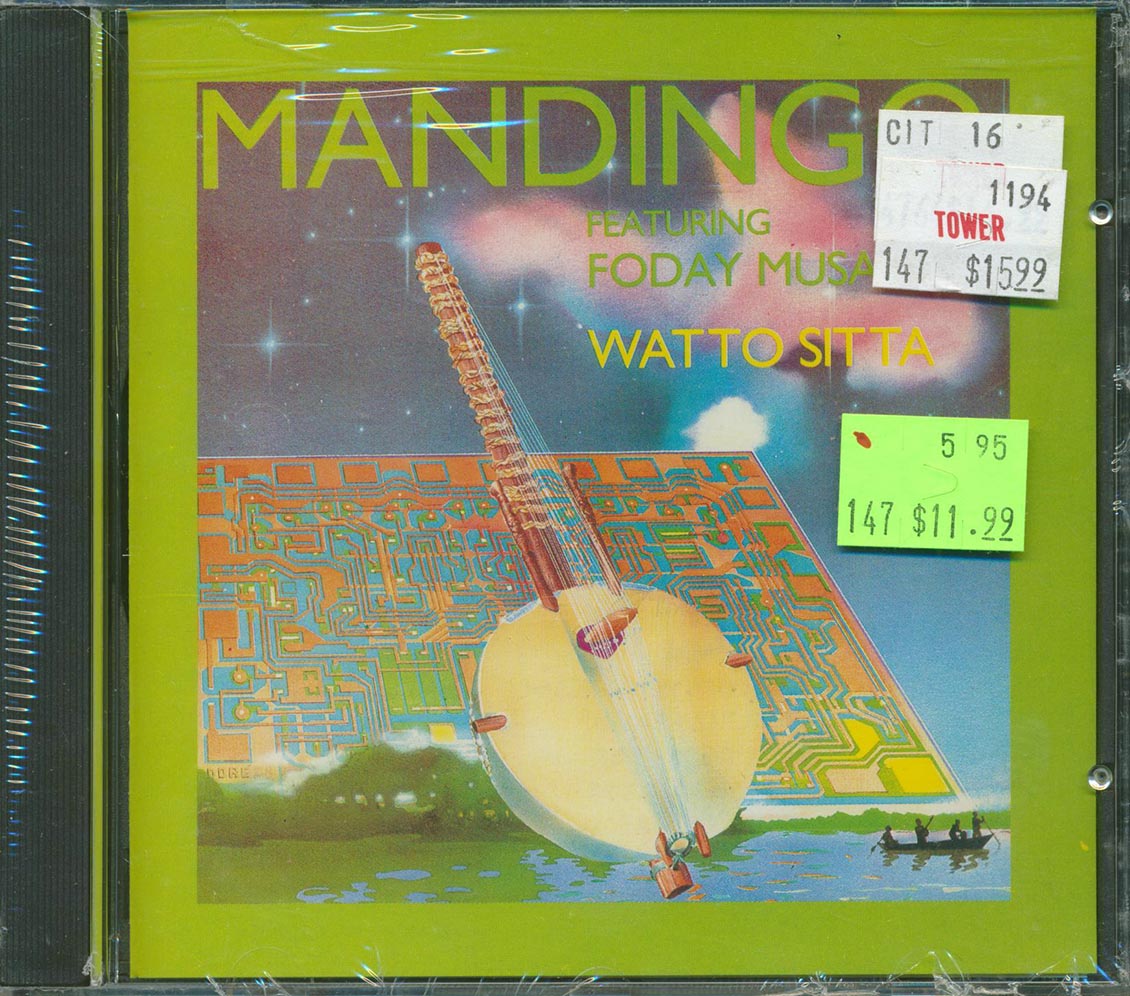 MANDINGO
FEATURING
FODAY MUSA
WATTO SITTA
CIT 16
1194
TOWER
147 $15.99
5 95
147 $11.99